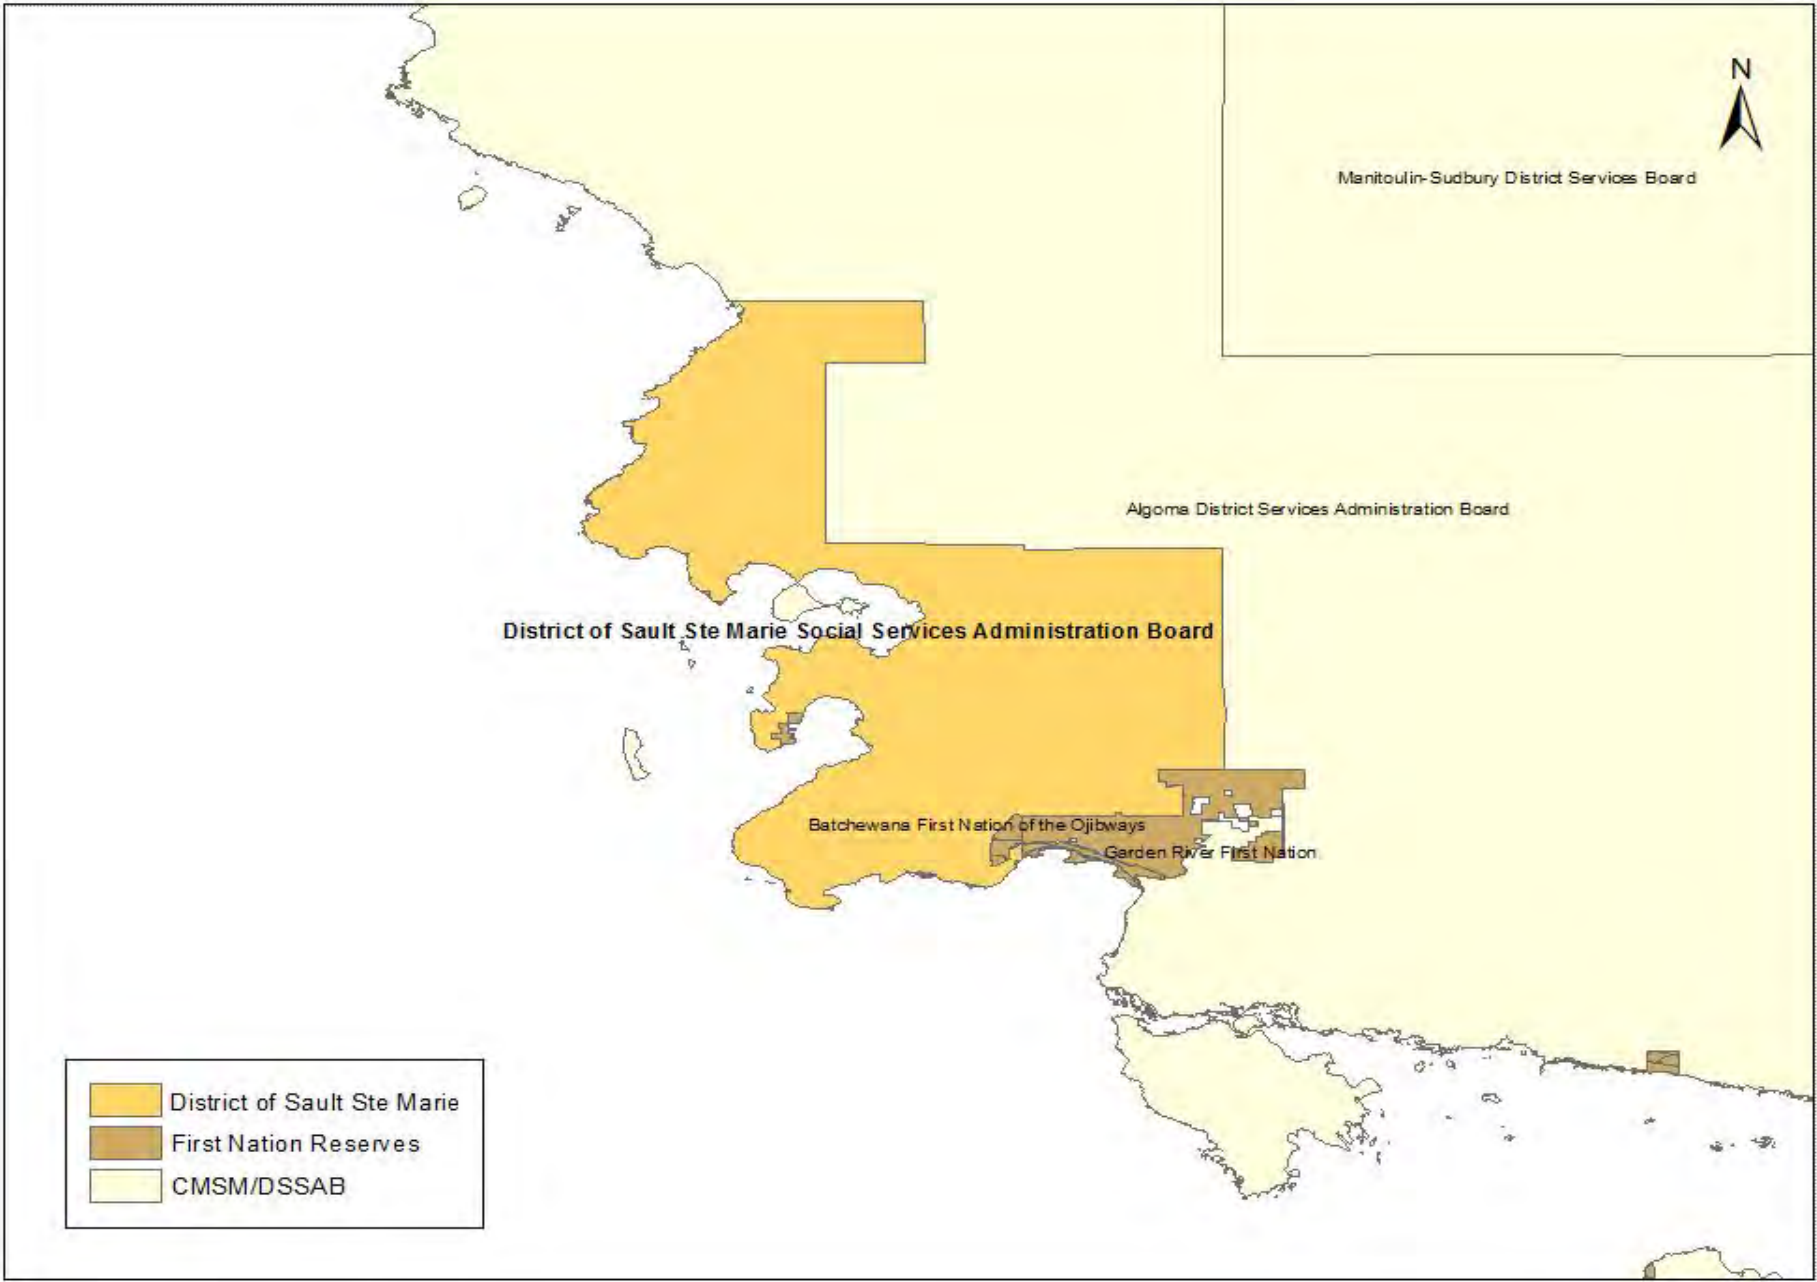 N
Manitoulin-Sudbury District Services Board
Algoma District Services Administration Board
District of Sault Ste Marie Social Services Administration Board
Batchewana First Nation of the Ojibways
Garden River First Nation
District of Sault Ste Marie
First Nation Reserves
CMSM/DSSAB